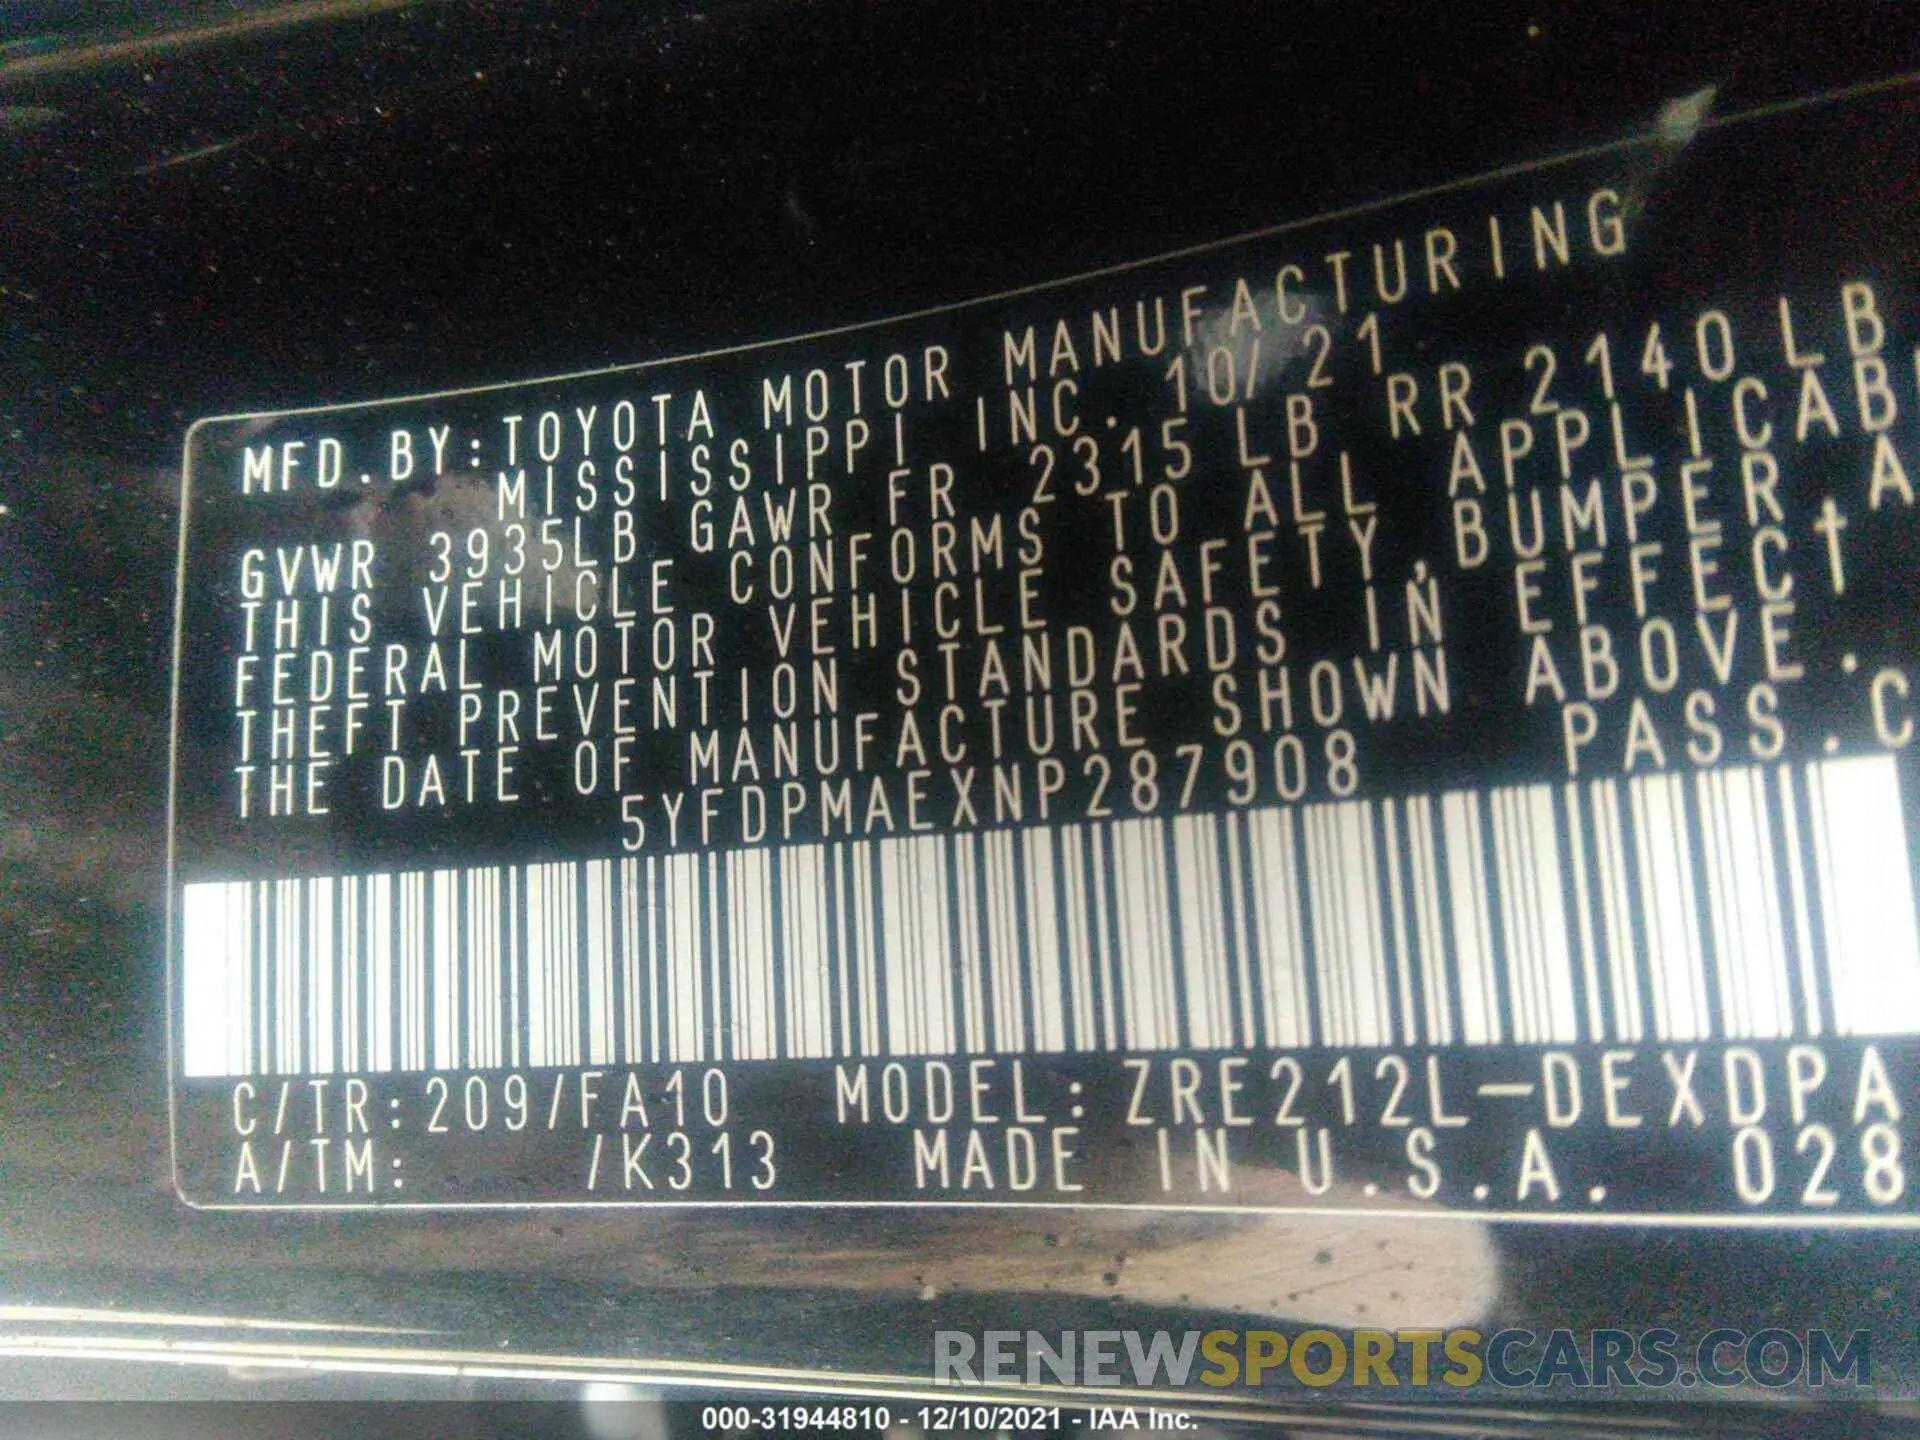 MFD.BY:TOYOTA MOTOR MANUFACTURING
MISSISSIPPI INC. 10/21
GVWR 3935LB GAWR FR 2315 LB RR 2140LB
THIS VEHICLE CONFORMS TO ALL APPLICAB
FEDERAL MOTOR VEHICLE SAFETY,BUMPER,A
THEFT PREVENTION STANDARDS IN EFFECT
THE DATE OF MANUFACTURE SHOWN ABOVE.
5YFDPMAEXNP287908 PASS.C
C/TR:209/FA10 MODEL:ZRE212L-DEXDPA
A/TM: /K313 MADE IN U.S.A. 028
RENEWSPORTSCARS.COM
000-31944810 - 12/10/2021 - IAA Inc.